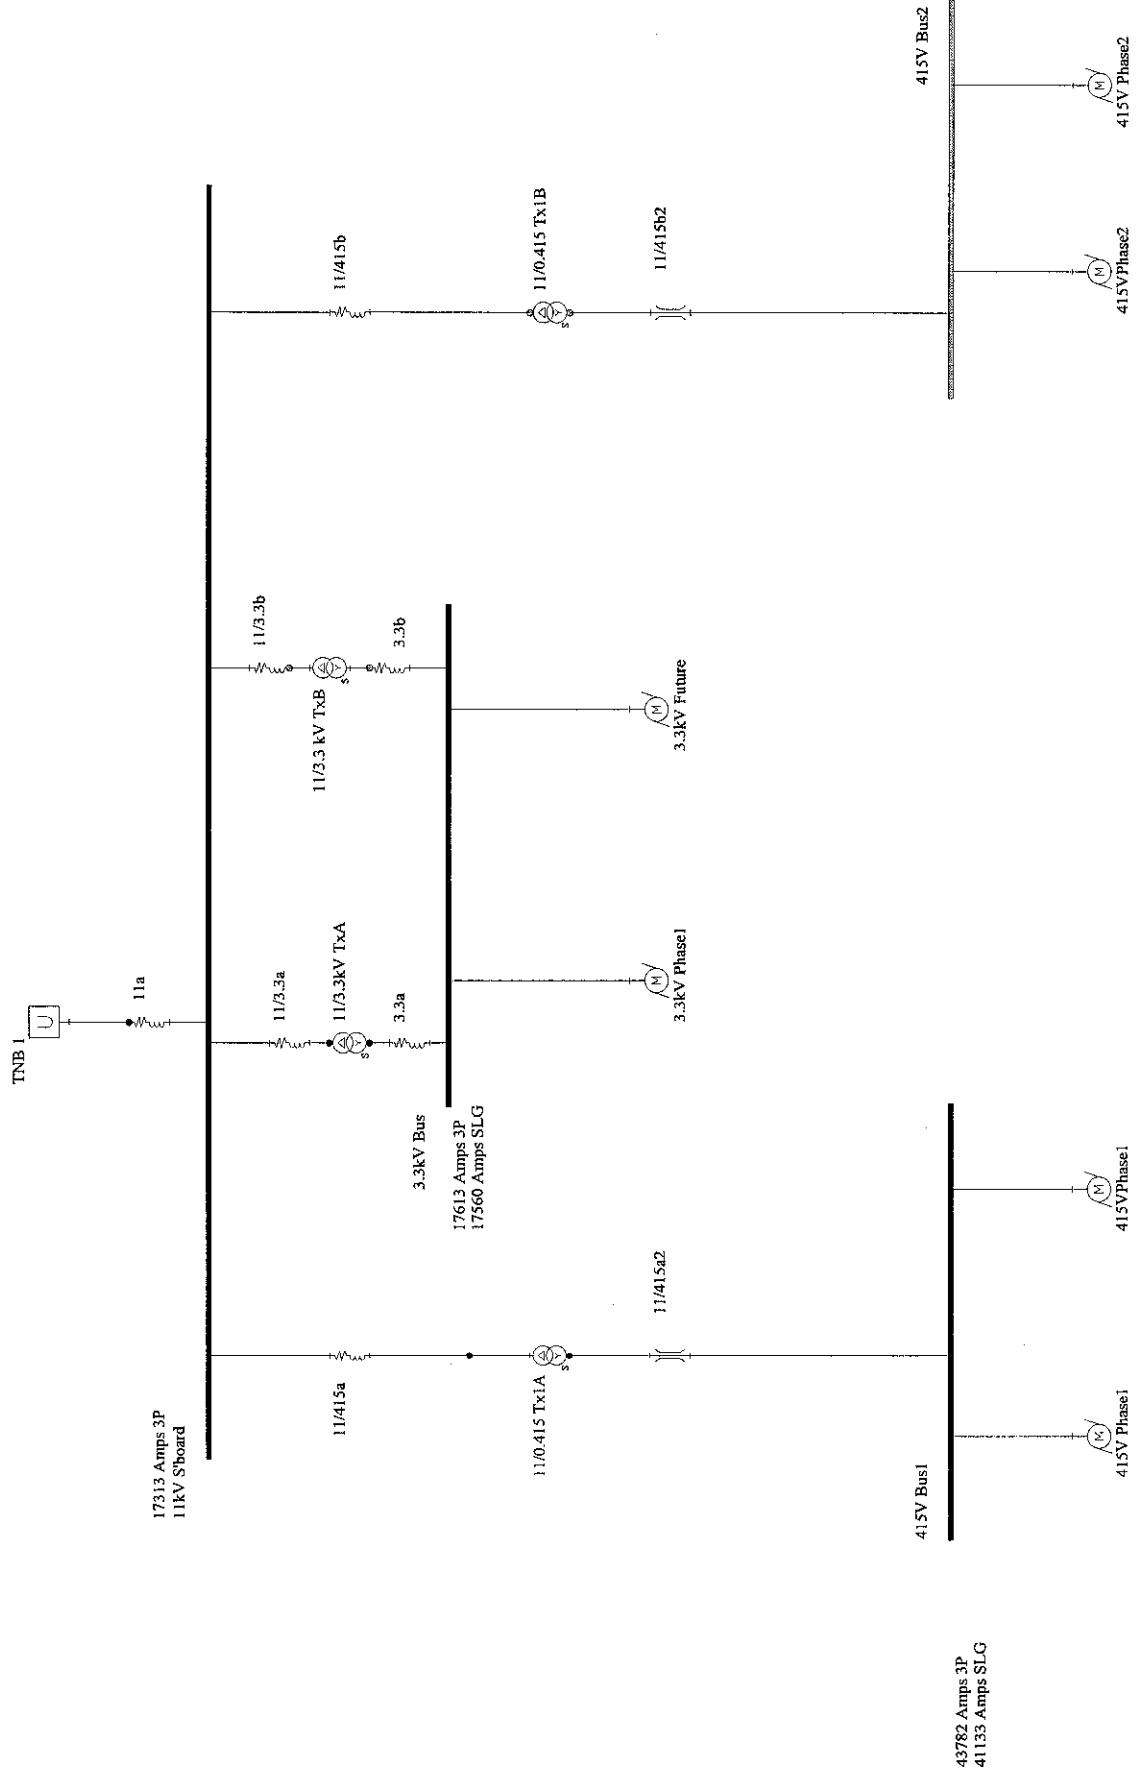 TNB 1
11a
17313 Amps 3P
11kV S'board
11/415a
11/0.415 Tx1A
11/415a2
415V Bus1
43782 Amps 3P
41133 Amps SLG
415V Phase1
415VPhase1
11/3.3a
11/3.3kV TxA
3.3a
3.3kV Bus
17613 Amps 3P
17560 Amps SLG
3.3kV Phase1
11/3.3b
11/3.3 kV TxB
3.3b
3.3kV Future
11/415b
11/0.415 Tx1B
11/415b2
415V Bus2
415VPhase2
415V Phase2
U
M
M
M
M
M
M
S
S
S
S
Y
Y
Y
Y